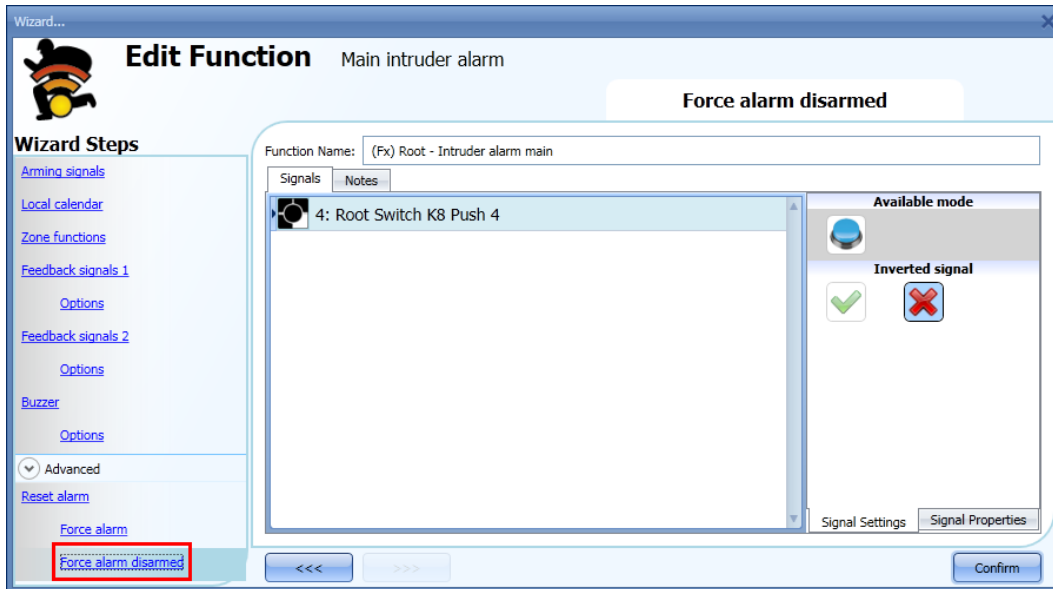 Wizard...
Edit Function Main intruder alarm
Force alarm disarmed
Wizard Steps
Arming signals
Local calendar
Zone functions
Feedback signals 1
Options
Feedback signals 2
Options
Buzzer
Options
Advanced
Reset alarm
Force alarm
Force alarm disarmed
Function Name: (Fx) Root - Intruder alarm main
Signals Notes
4: Root Switch K8 Push 4
Available mode
Inverted signal
Signal Settings Signal Properties
<<< >>> Confirm